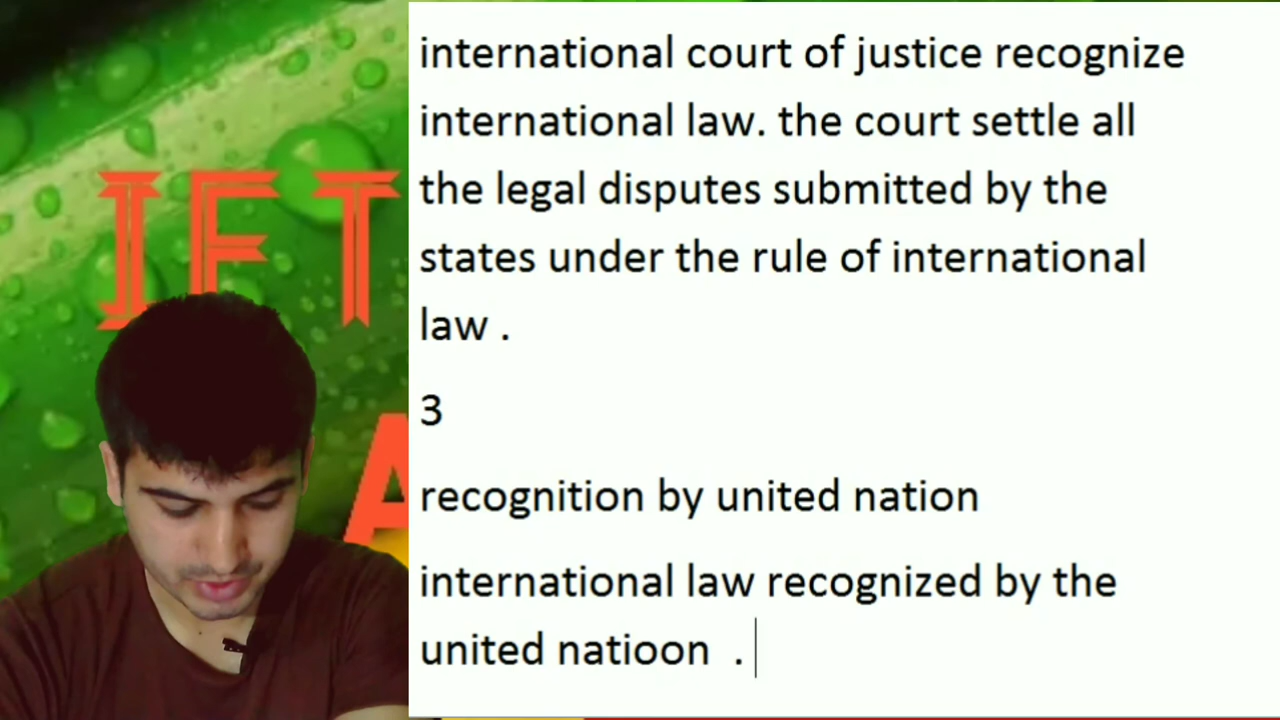 international court of justice recognize
international law. the court settle all
the legal disputes submitted by the
states under the rule of international
law .
3
recognition by united nation
international law recognized by the
united natioon  .
A